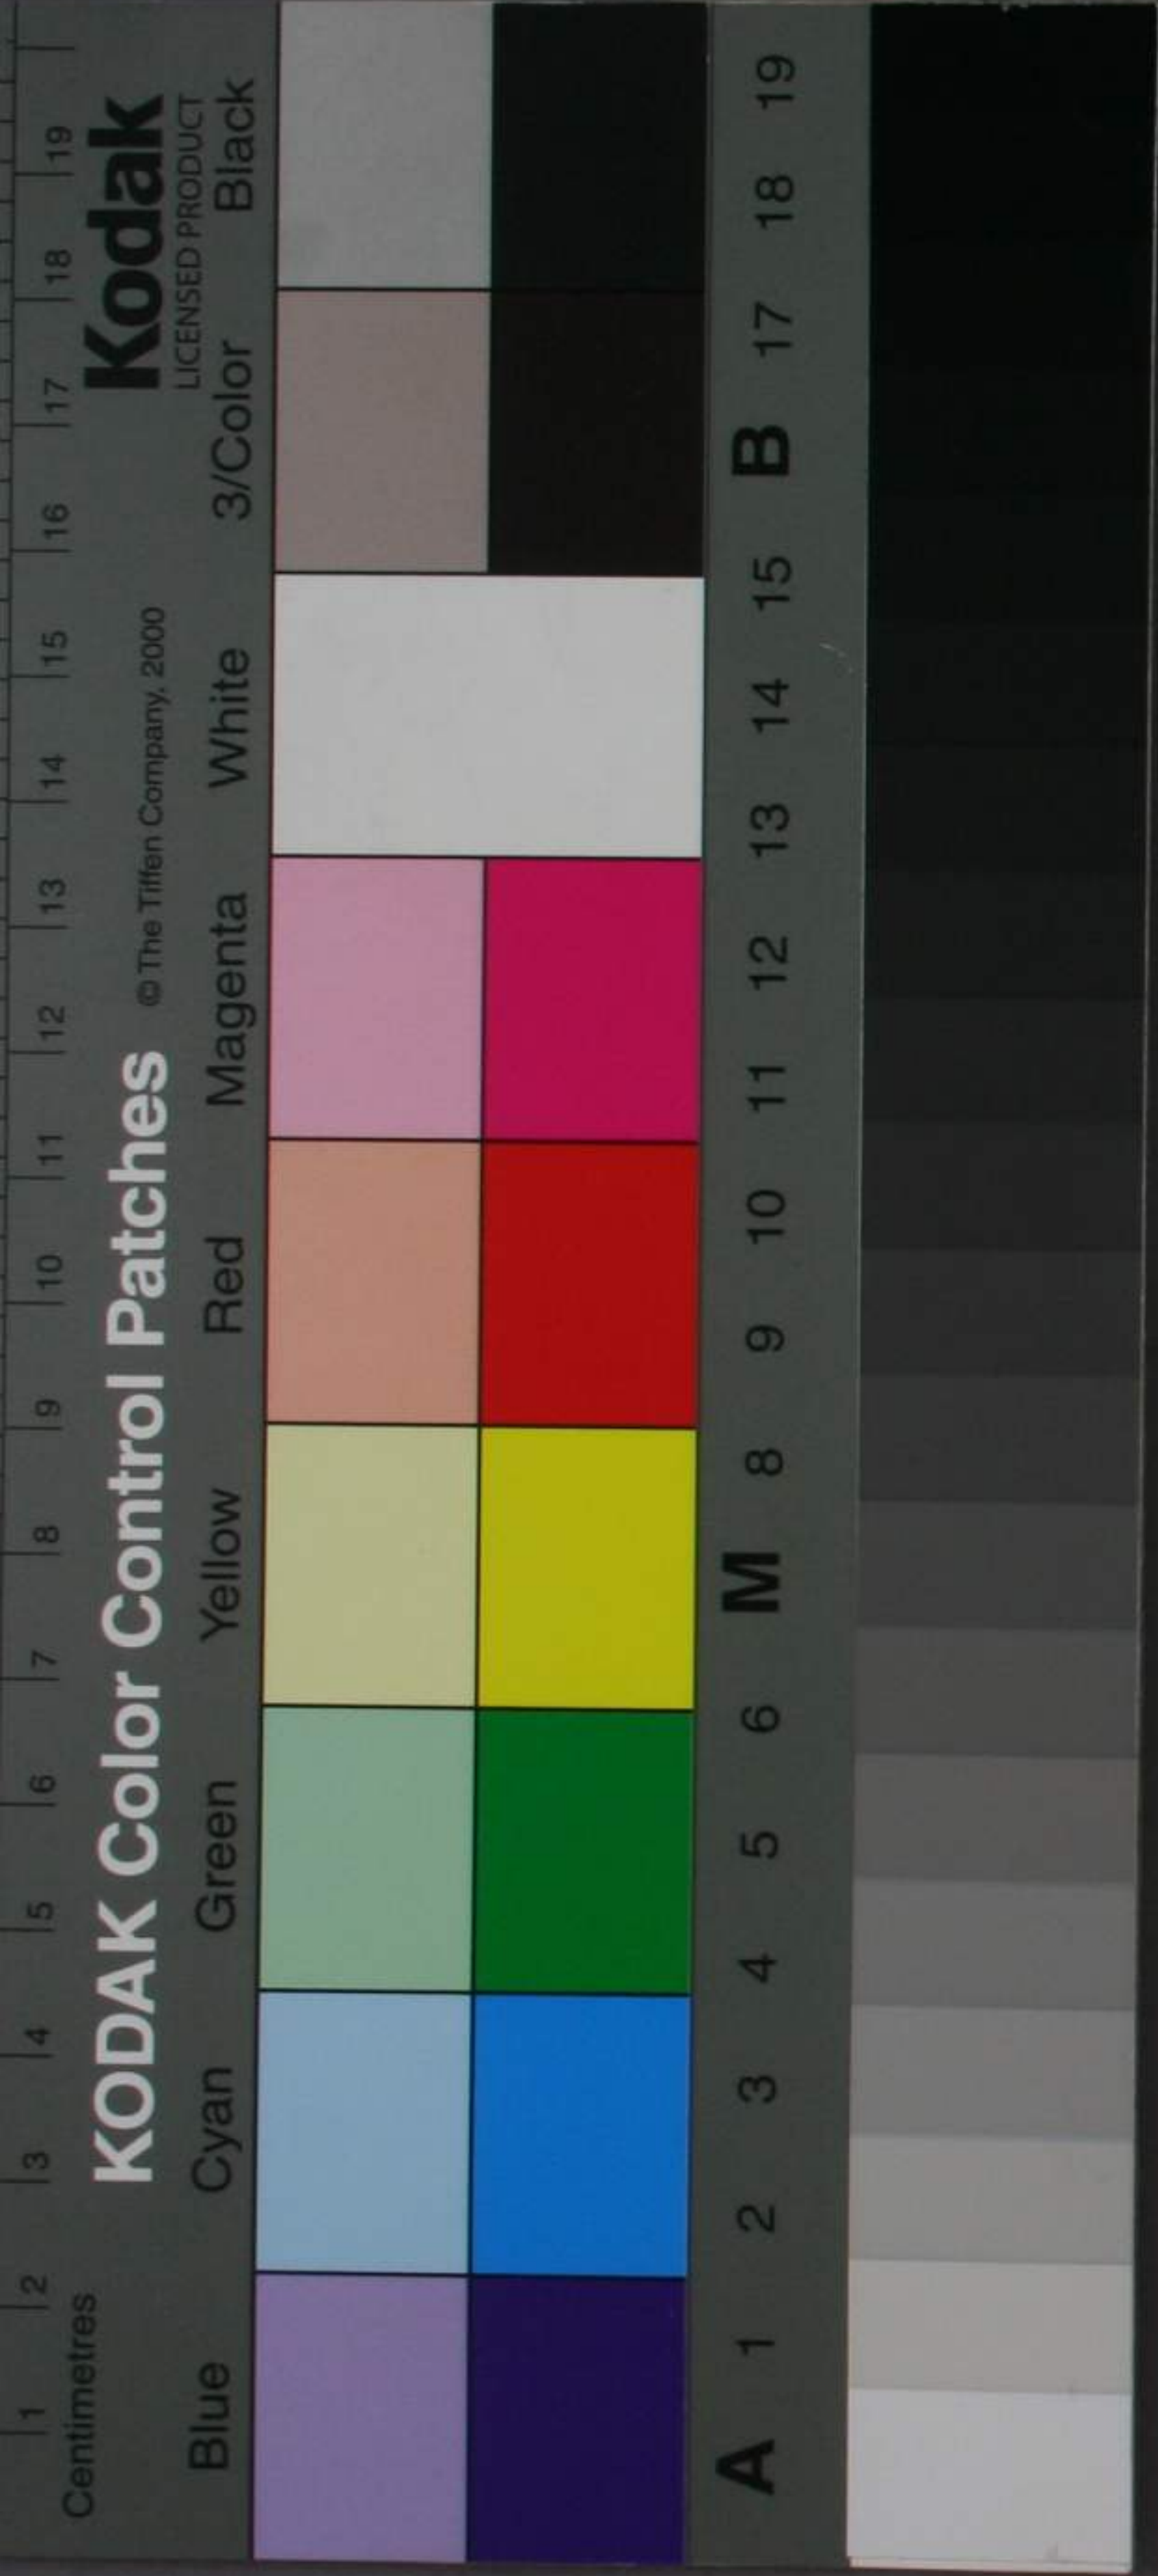 Centimetres 1 2 3 4 5 6 7 8 9 10 11 12 13 14 15 16 17 18 19
KODAK Color Control Patches © The Tiffen Company, 2000 Kodak
LICENSED PRODUCT
Blue Cyan Green Yellow Red Magenta White 3/Color Black
A 1 2 3 4 5 6 M 8 9 10 11 12 13 14 15 B 17 18 19